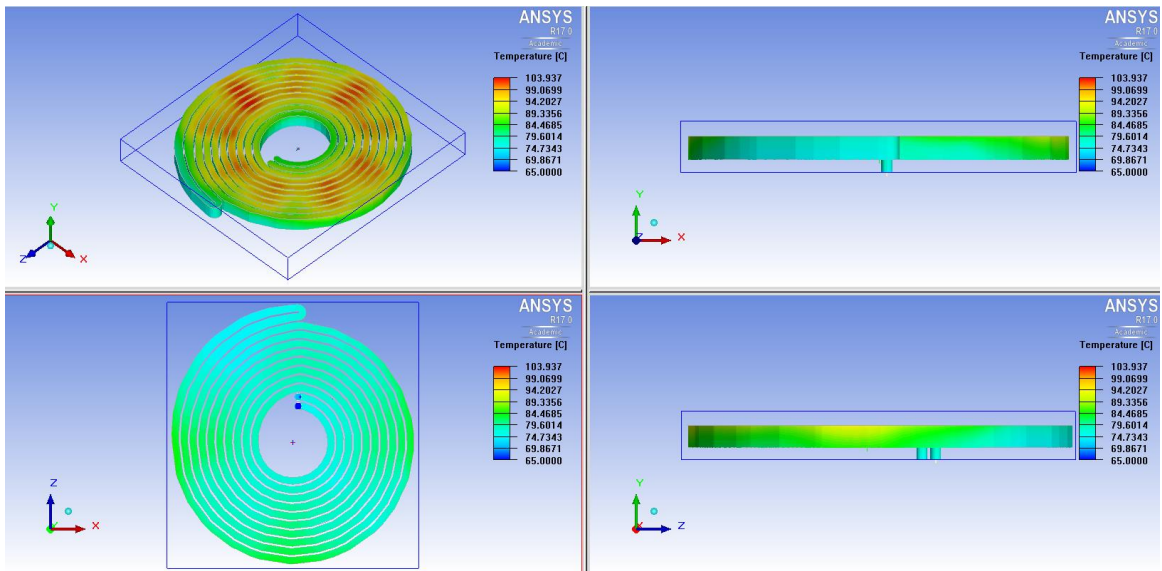 ANSYS
R17.0
Academic
Temperature [C]
103.937
99.0699
94.2027
89.3356
84.4685
79.6014
74.7343
69.8671
65.0000
Y
Z
X
ANSYS
R17.0
Academic
Temperature [C]
103.937
99.0699
94.2027
89.3356
84.4685
79.6014
74.7343
69.8671
65.0000
Y
Z
X
ANSYS
R17.0
Academic
Temperature [C]
103.937
99.0699
94.2027
89.3356
84.4685
79.6014
74.7343
69.8671
65.0000
Z
Y
X
ANSYS
R17.0
Academic
Temperature [C]
103.937
99.0699
94.2027
89.3356
84.4685
79.6014
74.7343
69.8671
65.0000
Y
X
Z